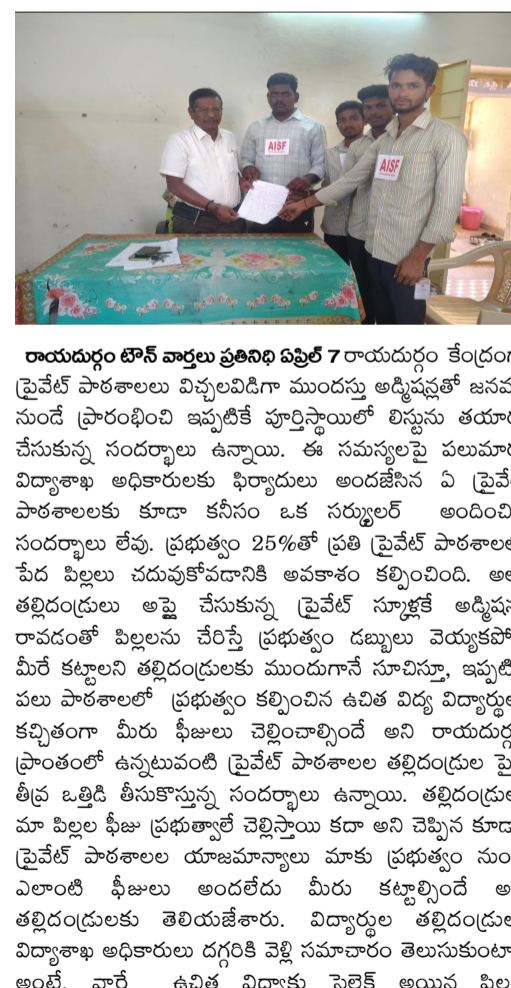 AISF
AISF
రాయదుర్గం టౌన్ వార్తలు ప్రతినిధి ఏప్రిల్ 7 రాయదుర్గం కేంద్రంగ
ప్రైవేట్ పాఠశాలలు విచ్చలవిడిగా ముందస్తు అడ్మిషన్లతో జనవ
నుండే ప్రారంభించి ఇప్పటికే పూర్తిస్థాయిలో లిస్టును తయార
చేసుకున్న సందర్భాలు ఉన్నాయి. ఈ సమస్యలపై పలుమార
విద్యాశాఖ అధికారులకు ఫిర్యాదులు అందజేసిన ఏ ప్రైవే
పాఠశాలలకు కూడా కనీసం ఒక సర్క్యులర్ అందించి
సందర్భాలు లేవు. ప్రభుత్వం 25%తో ప్రతి ప్రైవేట్ పాఠశాలల
పేద పిల్లలు చదువుకోవడానికి అవకాశం కల్పించింది. అల
తల్లిదండ్రులు అప్లై చేసుకున్న ప్రైవేట్ స్కూళ్లకే అడ్మిషన
రావడంతో పిల్లలను చేరిస్తే ప్రభుత్వం డబ్బులు వెయ్యకపో
మీరే కట్టాలని తల్లిదండ్రులకు ముందుగానే సూచిస్తూ, ఇప్పటి
పలు పాఠశాలలో ప్రభుత్వం కల్పించిన ఉచిత విద్య విద్యార్థుల
కచ్చితంగా మీరు ఫీజులు చెల్లించాల్సిందే అని రాయదుర్గ
ప్రాంతంలో ఉన్నటువంటి ప్రైవేట్ పాఠశాలల తల్లిదండ్రుల పై
తీవ్ర ఒత్తిడి తీసుకొస్తున్న సందర్భాలు ఉన్నాయి. తల్లిదండ్రుల
మా పిల్లల ఫీజు ప్రభుత్వాలే చెల్లిస్తాయి కదా అని చెప్పిన కూడ
ప్రైవేట్ పాఠశాలల యాజమాన్యాలు మాకు ప్రభుత్వం నుం
ఎలాంటి ఫీజులు అందలేదు మీరు కట్టాల్సిందే అ
తల్లిదండ్రులకు తెలియజేశారు. విద్యార్థుల తల్లిదండ్రుల
విద్యాశాఖ అధికారులు దగ్గరికి వెళ్లి సమాచారం తెలుసుకుంటా
అంటే. వారే ఉచిత విద్యాకు సెలెక్ట్ అయిన పిల